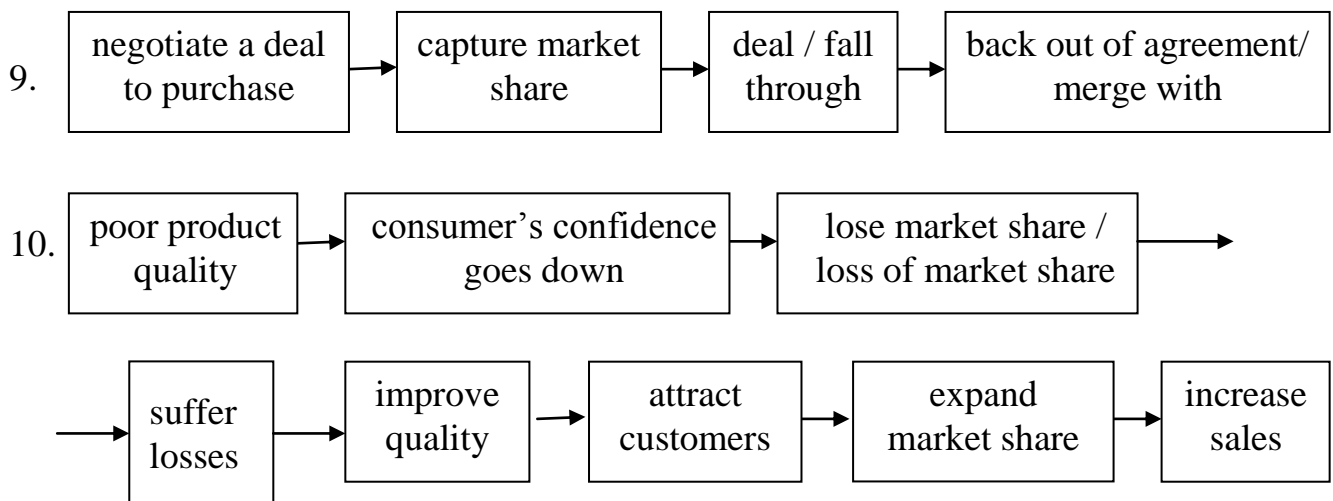 9.
negotiate a deal
to purchase
capture market
share
deal / fall
through
back out of agreement/
merge with
10.
poor product
quality
consumer’s confidence
goes down
lose market share /
loss of market share
suffer
losses
improve
quality
attract
customers
expand
market share
increase
sales